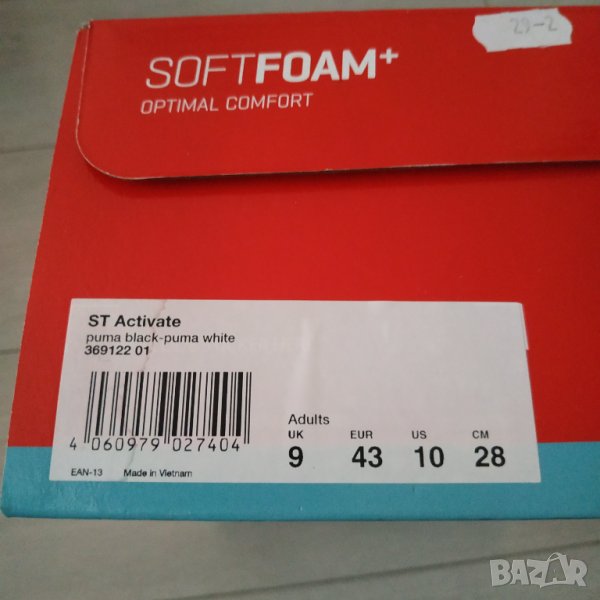 29-2
SOFTFOAM+
OPTIMAL COMFORT
ST Activate
puma black-puma white
369122 01
4 060979 027404
EAN-13 Made in Vietnam
Adults
UK EUR US CM
9 43 10 28
BAZAR